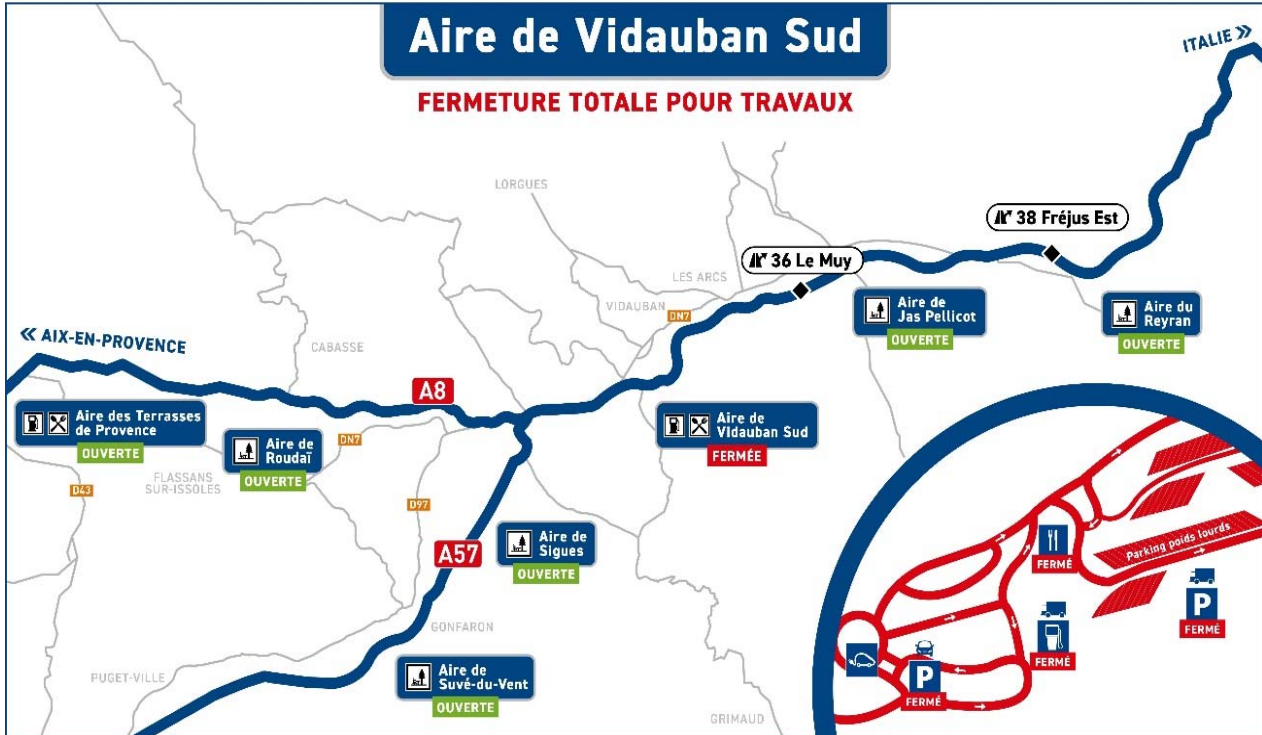 Aire de Vidauban Sud
FERMETURE TOTALE POUR TRAVAUX
ITALIE >>
LORGUES
38 Fréjus Est
36 Le Muy
LES ARCS
VIDAUBAN
DN7
Aire de
Jas Pellicot
OUVERTE
Aire du
Reyran
OUVERTE
<< AIX-EN-PROVENCE
CABASSE
A8
Aire des Terrasses
de Provence
OUVERTE
Aire de
Roudaï
OUVERTE
DN7
Aire de
Vidauban Sud
FERMÉE
FLASSANS
SUR-ISSOLES
D43
D97
A57
Aire de
Sigues
OUVERTE
GONFARON
PUGET-VILLE
Aire de
Suvé-du-Vent
OUVERTE
GRIMAUD
FERMÉ
Parking poids lourds
P
FERMÉ
FERMÉ
P
FERMÉ